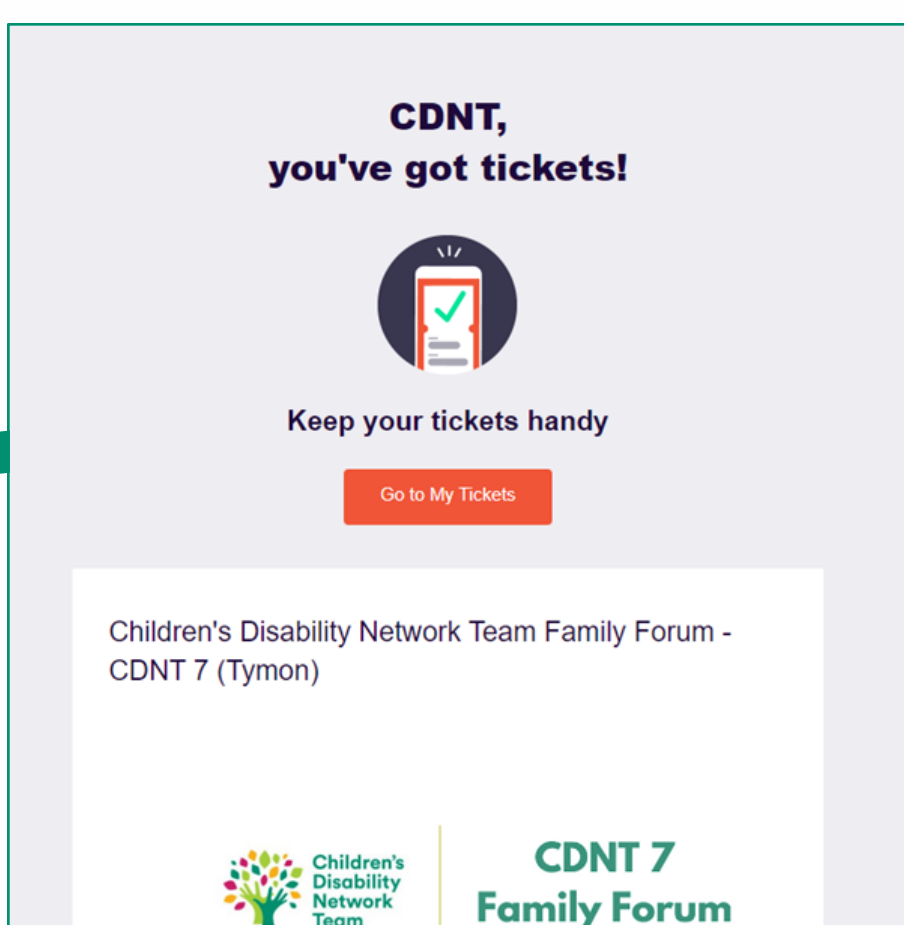 CDNT,
you've got tickets!
Keep your tickets handy
Go to My Tickets
Children's Disability Network Team Family Forum -
CDNT 7 (Tymon)
Children's
Disability
Network
Team
CDNT 7
Family Forum